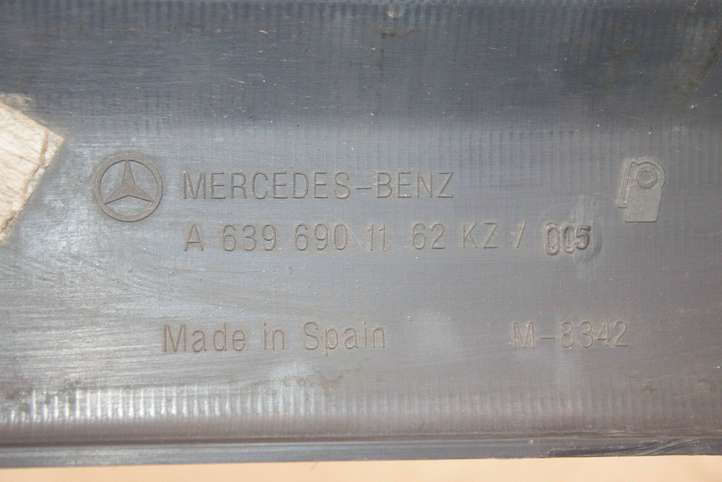 MERCEDES-BENZ
A 639 690 11 62 KZ / 005
Made in Spain M-8342